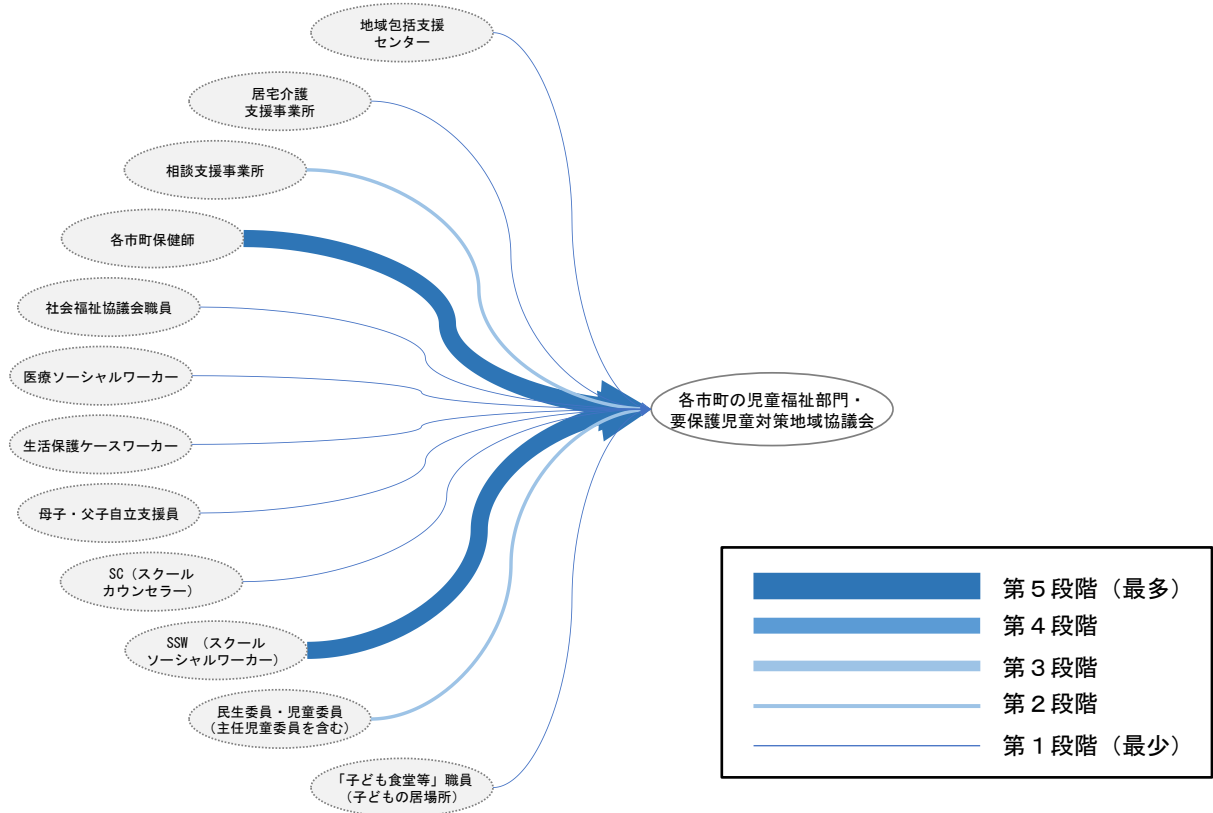 地域包括支援
センター
居宅介護
支援事業所
相談支援事業所
各市町保健師
社会福祉協議会職員
医療ソーシャルワーカー
生活保護ケースワーカー
母子・父子自立支援員
SC（スクール
カウンセラー）
SSW （スクール
ソーシャルワーカー）
民生委員・児童委員
（主任児童委員を含む）
「子ども食堂等」職員
（子どもの居場所）
各市町の児童福祉部門・
要保護児童対策地域協議会
第５段階（最多）
第４段階
第３段階
第２段階
第１段階（最少）